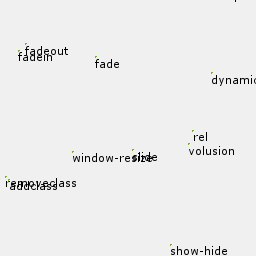 fadeout
fadein
fade
dynamic
rel
volusion
window-resize
slide
removeclass
addclass
show-hide